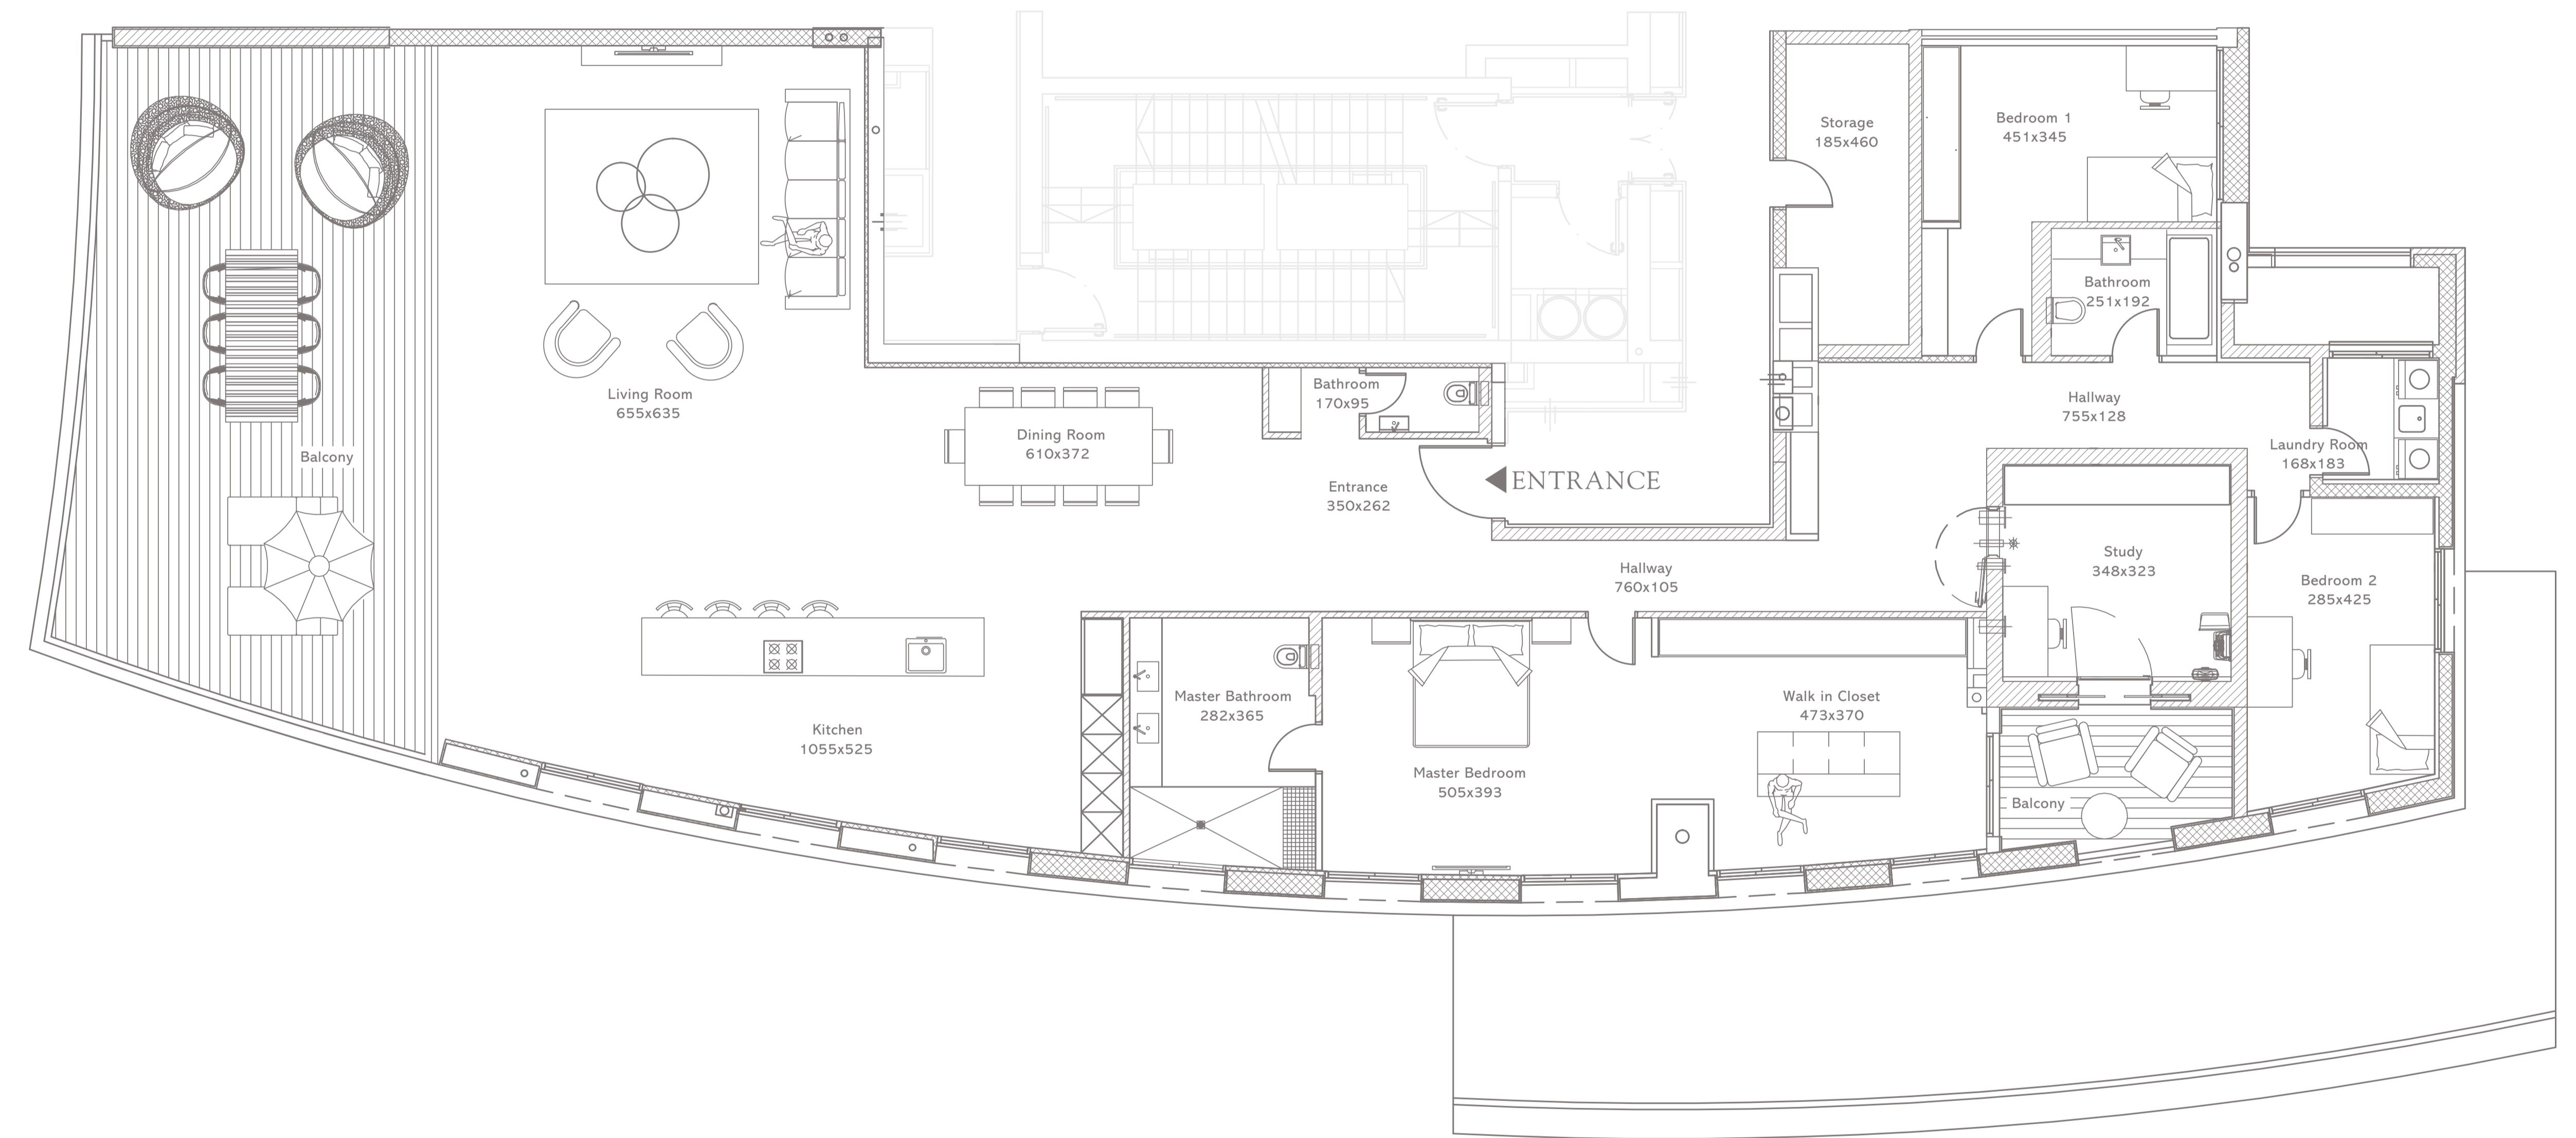 Storage
185x460
Bedroom 1
451x345
Bathroom
251x192
Living Room
655x635
Bathroom
170x95
Hallway
755x128
Dining Room
610x372
Laundry Room
168x183
Balcony
Entrance
350x262
ENTRANCE
Study
348x323
Hallway
760x105
Bedroom 2
285x425
Master Bathroom
282x365
Walk in Closet
473x370
Kitchen
1055x525
Master Bedroom
505x393
Balcony